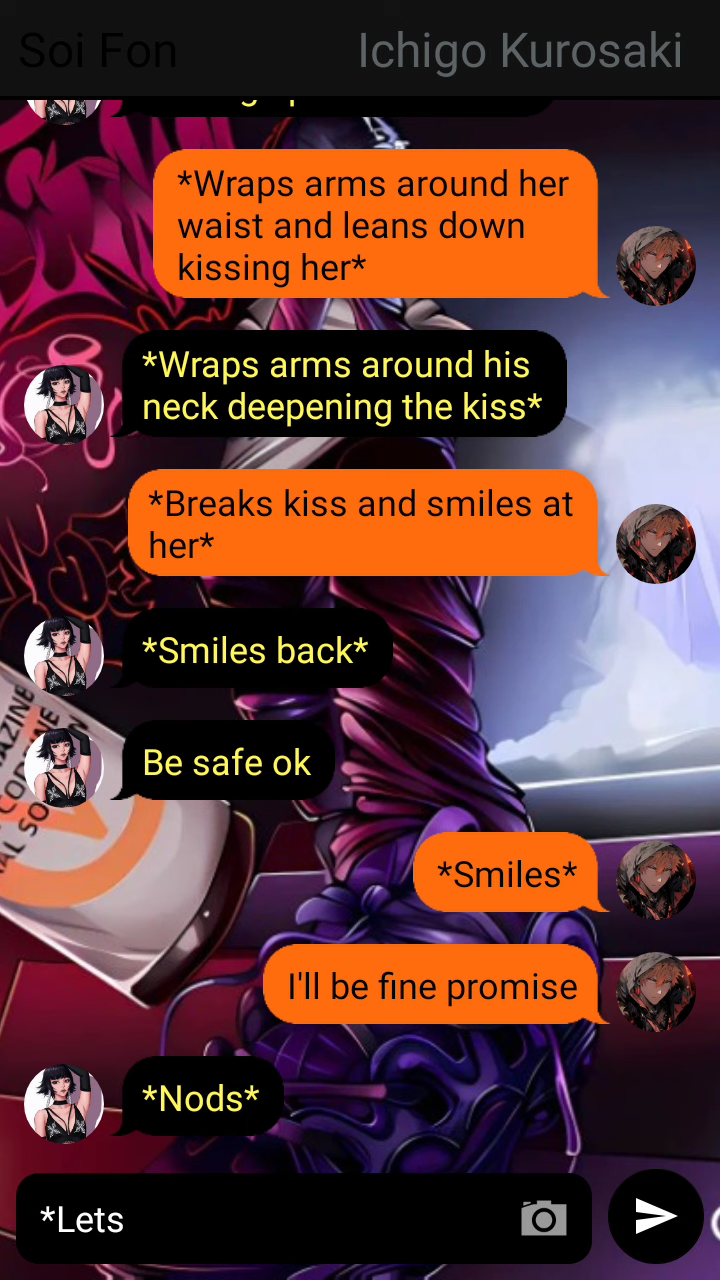 Soi Fon
Ichigo Kurosaki
*Wraps arms around her
waist and leans down
kissing her*
*Wraps arms around his
neck deepening the kiss*
*Breaks kiss and smiles at
her*
*Smiles back*
Be safe ok
*Smiles*
I'll be fine promise
*Nods*
*Lets